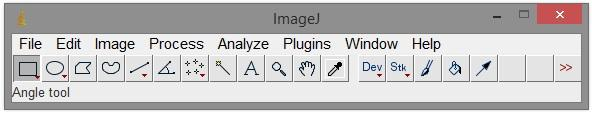 ImageJ
File Edit Image Process Analyze Plugins Window Help
A Dev Stk >>
Angle tool